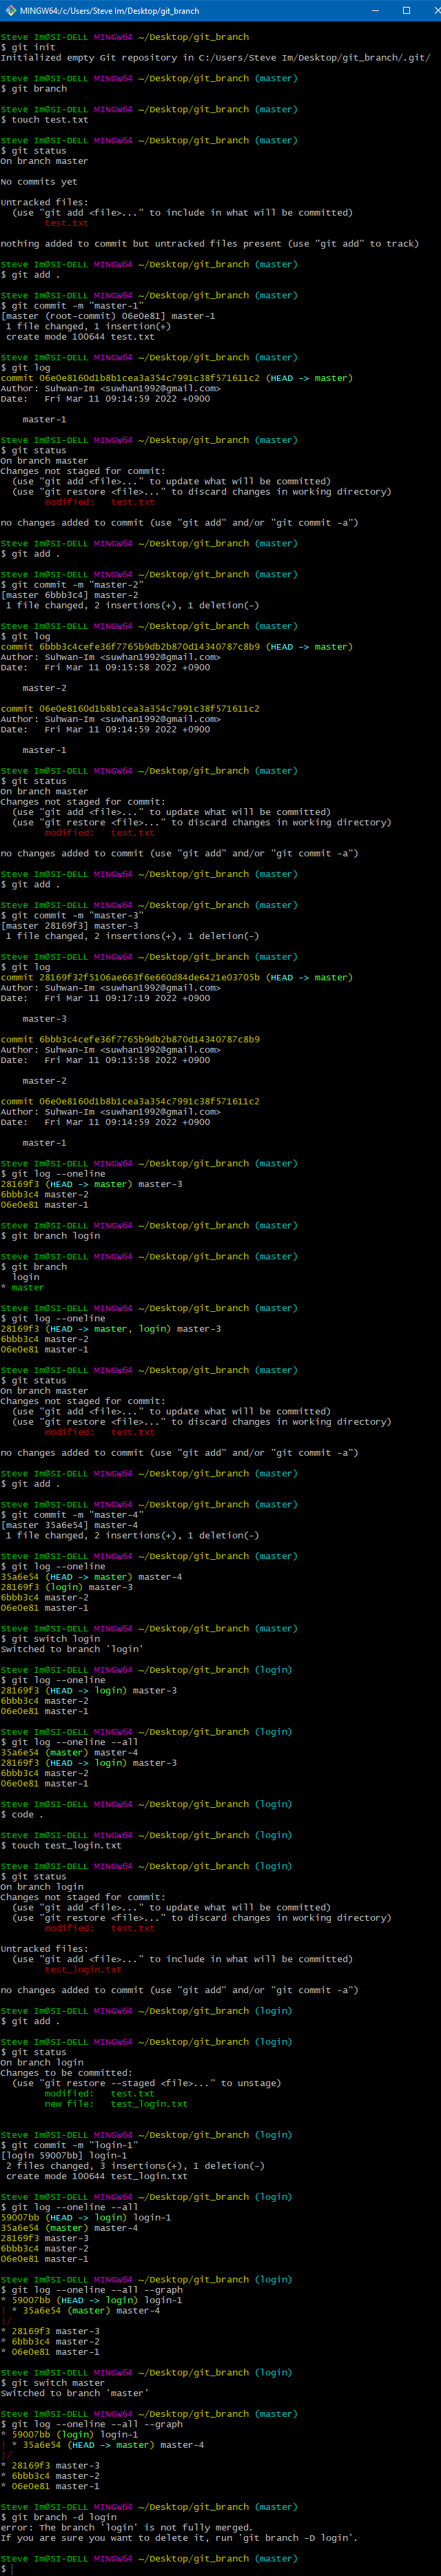 MINGW64:/c/Users/Steve Im/Desktop/git_branch
Steve Im@SI-DELL MINGW64 ~/Desktop/git_branch
$ git init
Initialized empty Git repository in C:/Users/Steve Im/Desktop/git_branch/.git/
Steve Im@SI-DELL MINGW64 ~/Desktop/git_branch (master)
$ git branch
Steve Im@SI-DELL MINGW64 ~/Desktop/git_branch (master)
$ touch test.txt
Steve Im@SI-DELL MINGW64 ~/Desktop/git_branch (master)
$ git status
On branch master
No commits yet
Untracked files:
(use "git add <file>..." to include in what will be committed)
test.txt
nothing added to commit but untracked files present (use "git add" to track)
Steve Im@SI-DELL MINGW64 ~/Desktop/git_branch (master)
$ git add .
Steve Im@SI-DELL MINGW64 ~/Desktop/git_branch (master)
$ git commit -m "master-1"
[master (root-commit) 06e0e81] master-1
1 file changed, 1 insertion(+)
create mode 100644 test.txt
Steve Im@SI-DELL MINGW64 ~/Desktop/git_branch (master)
$ git log
commit 06e0e8160d1b8b1cea3a354c7991c38f571611c2 (HEAD -> master)
Author: Suhwan-Im <suwhan1992@gmail.com>
Date: Fri Mar 11 09:14:59 2022 +0900
master-1
Steve Im@SI-DELL MINGW64 ~/Desktop/git_branch (master)
$ git status
On branch master
Changes not staged for commit:
(use "git add <file>..." to update what will be committed)
(use "git restore <file>..." to discard changes in working directory)
modified: test.txt
no changes added to commit (use "git add" and/or "git commit -a")
Steve Im@SI-DELL MINGW64 ~/Desktop/git_branch (master)
$ git add .
Steve Im@SI-DELL MINGW64 ~/Desktop/git_branch (master)
$ git commit -m "master-2"
[master 6bbb3c4] master-2
1 file changed, 2 insertions(+), 1 deletion(-)
Steve Im@SI-DELL MINGW64 ~/Desktop/git_branch (master)
$ git log
commit 6bbb3c4cefe36f7765b9db2b870d14340787c8b9 (HEAD -> master)
Author: Suhwan-Im <suwhan1992@gmail.com>
Date: Fri Mar 11 09:15:58 2022 +0900
master-2
commit 06e0e8160d1b8b1cea3a354c7991c38f571611c2
Author: Suhwan-Im <suwhan1992@gmail.com>
Date: Fri Mar 11 09:14:59 2022 +0900
master-1
Steve Im@SI-DELL MINGW64 ~/Desktop/git_branch (master)
$ git status
On branch master
Changes not staged for commit:
(use "git add <file>..." to update what will be committed)
(use "git restore <file>..." to discard changes in working directory)
modified: test.txt
no changes added to commit (use "git add" and/or "git commit -a")
Steve Im@SI-DELL MINGW64 ~/Desktop/git_branch (master)
$ git add .
Steve Im@SI-DELL MINGW64 ~/Desktop/git_branch (master)
$ git commit -m "master-3"
[master 28169f3] master-3
1 file changed, 2 insertions(+), 1 deletion(-)
Steve Im@SI-DELL MINGW64 ~/Desktop/git_branch (master)
$ git log
commit 28169f32f5106ae663f6e660d84de6421e03705b (HEAD -> master)
Author: Suhwan-Im <suwhan1992@gmail.com>
Date: Fri Mar 11 09:17:19 2022 +0900
master-3
commit 6bbb3c4cefe36f7765b9db2b870d14340787c8b9
Author: Suhwan-Im <suwhan1992@gmail.com>
Date: Fri Mar 11 09:15:58 2022 +0900
master-2
commit 06e0e8160d1b8b1cea3a354c7991c38f571611c2
Author: Suhwan-Im <suwhan1992@gmail.com>
Date: Fri Mar 11 09:14:59 2022 +0900
master-1
Steve Im@SI-DELL MINGW64 ~/Desktop/git_branch (master)
$ git log --oneline
28169f3 (HEAD -> master) master-3
6bbb3c4 master-2
06e0e81 master-1
Steve Im@SI-DELL MINGW64 ~/Desktop/git_branch (master)
$ git branch login
Steve Im@SI-DELL MINGW64 ~/Desktop/git_branch (master)
$ git branch
login
* master
Steve Im@SI-DELL MINGW64 ~/Desktop/git_branch (master)
$ git log --oneline
28169f3 (HEAD -> master, login) master-3
6bbb3c4 master-2
06e0e81 master-1
Steve Im@SI-DELL MINGW64 ~/Desktop/git_branch (master)
$ git status
On branch master
Changes not staged for commit:
(use "git add <file>..." to update what will be committed)
(use "git restore <file>..." to discard changes in working directory)
modified: test.txt
no changes added to commit (use "git add" and/or "git commit -a")
Steve Im@SI-DELL MINGW64 ~/Desktop/git_branch (master)
$ git add .
Steve Im@SI-DELL MINGW64 ~/Desktop/git_branch (master)
$ git commit -m "master-4"
[master 35a6e54] master-4
1 file changed, 2 insertions(+), 1 deletion(-)
Steve Im@SI-DELL MINGW64 ~/Desktop/git_branch (master)
$ git log --oneline
35a6e54 (HEAD -> master) master-4
28169f3 (login) master-3
6bbb3c4 master-2
06e0e81 master-1
Steve Im@SI-DELL MINGW64 ~/Desktop/git_branch (master)
$ git switch login
Switched to branch 'login'
Steve Im@SI-DELL MINGW64 ~/Desktop/git_branch (login)
$ git log --oneline
28169f3 (HEAD -> login) master-3
6bbb3c4 master-2
06e0e81 master-1
Steve Im@SI-DELL MINGW64 ~/Desktop/git_branch (login)
$ git log --oneline --all
35a6e54 (master) master-4
28169f3 (HEAD -> login) master-3
6bbb3c4 master-2
06e0e81 master-1
Steve Im@SI-DELL MINGW64 ~/Desktop/git_branch (login)
$ code .
Steve Im@SI-DELL MINGW64 ~/Desktop/git_branch (login)
$ touch test_login.txt
Steve Im@SI-DELL MINGW64 ~/Desktop/git_branch (login)
$ git status
On branch login
Changes not staged for commit:
(use "git add <file>..." to update what will be committed)
(use "git restore <file>..." to discard changes in working directory)
modified: test.txt
Untracked files:
(use "git add <file>..." to include in what will be committed)
test_login.txt
no changes added to commit (use "git add" and/or "git commit -a")
Steve Im@SI-DELL MINGW64 ~/Desktop/git_branch (login)
$ git add .
Steve Im@SI-DELL MINGW64 ~/Desktop/git_branch (login)
$ git status
On branch login
Changes to be committed:
(use "git restore --staged <file>..." to unstage)
modified: test.txt
new file: test_login.txt
Steve Im@SI-DELL MINGW64 ~/Desktop/git_branch (login)
$ git commit -m "login-1"
[login 59007bb] login-1
2 files changed, 3 insertions(+), 1 deletion(-)
create mode 100644 test_login.txt
Steve Im@SI-DELL MINGW64 ~/Desktop/git_branch (login)
$ git log --oneline --all
59007bb (HEAD -> login) login-1
35a6e54 (master) master-4
28169f3 master-3
6bbb3c4 master-2
06e0e81 master-1
Steve Im@SI-DELL MINGW64 ~/Desktop/git_branch (login)
$ git log --oneline --all --graph
* 59007bb (HEAD -> login) login-1
| * 35a6e54 (master) master-4
|/
* 28169f3 master-3
* 6bbb3c4 master-2
* 06e0e81 master-1
Steve Im@SI-DELL MINGW64 ~/Desktop/git_branch (login)
$ git switch master
Switched to branch 'master'
Steve Im@SI-DELL MINGW64 ~/Desktop/git_branch (master)
$ git log --oneline --all --graph
* 59007bb (login) login-1
| * 35a6e54 (HEAD -> master) master-4
|/
* 28169f3 master-3
* 6bbb3c4 master-2
* 06e0e81 master-1
Steve Im@SI-DELL MINGW64 ~/Desktop/git_branch (master)
$ git branch -d login
error: The branch 'login' is not fully merged.
If you are sure you want to delete it, run 'git branch -D login'.
Steve Im@SI-DELL MINGW64 ~/Desktop/git_branch (master)
$